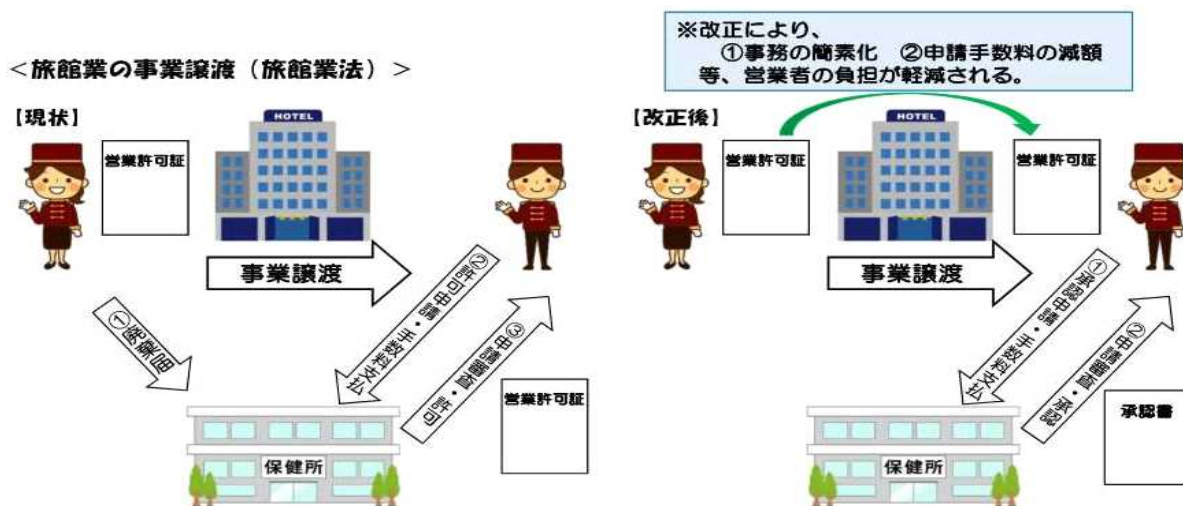 <旅館業の事業譲渡（旅館業法）>
【現状】
営業許可証
HOTEL
事業譲渡
①廃業届
②許可申請・手数料支払
③申請審査・許可
営業許可証
保健所
※改正により、
①事務の簡素化 ②申請手数料の減額
等、営業者の負担が軽減される。
【改正後】
営業許可証
HOTEL
営業許可証
事業譲渡
①承認申請・手数料支払
②申請審査・承認
承認書
保健所